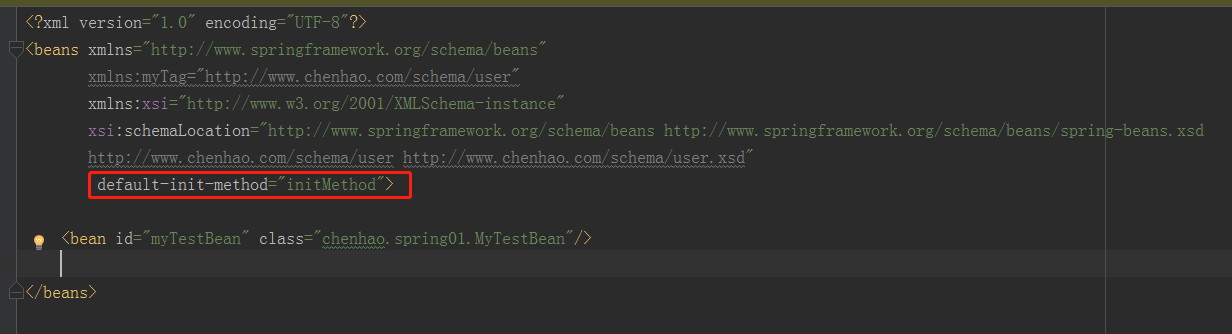 <?xml version="1.0" encoding="UTF-8"?>
<beans xmlns="http://www.springframework.org/schema/beans"
xmlns:myTag="http://www.chenhao.com/schema/user"
xmlns:xsi="http://www.w3.org/2001/XMLSchema-instance"
xsi:schemaLocation="http://www.springframework.org/schema/beans http://www.springframework.org/schema/beans/spring-beans.xsd
http://www.chenhao.com/schema/user http://www.chenhao.com/schema/user.xsd"
default-init-method="initMethod">
<bean id="myTestBean" class="chenhao.spring01.MyTestBean"/>
</beans>